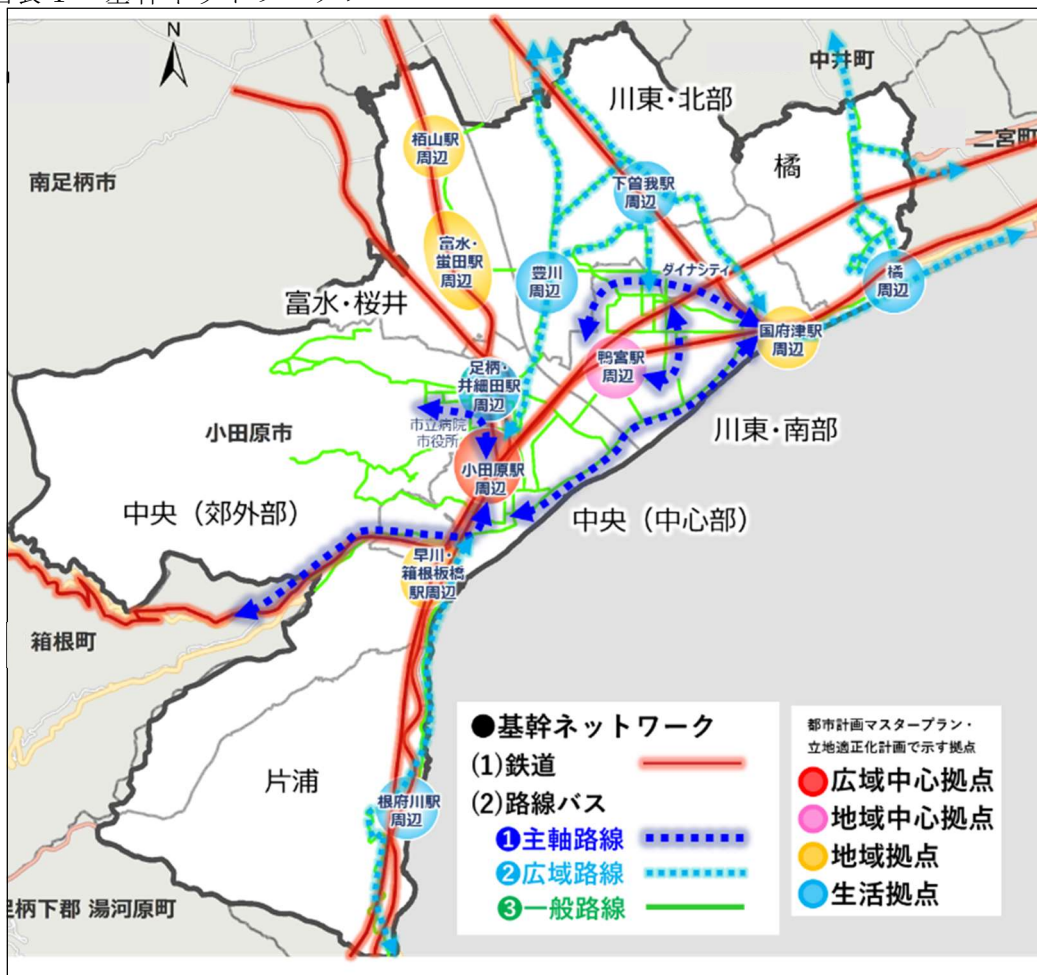 N
中井町
川東・北部
栢山駅
周辺
二宮町
橘
南足柄市
下曽我駅
周辺
富水・
蛍田駅
周辺
豊川
周辺
ダイナシティ
橘
周辺
富水・桜井
国府津駅
周辺
鴨宮駅
周辺
足柄・
井細田駅
周辺
市立病院
市役所
川東・南部
小田原市
小田原駅
周辺
中央（郊外部）
中央（中心部）
早川・
箱根板橋
駅周辺
箱根町
片浦
根府川駅
周辺
足柄下郡 湯河原町
●基幹ネットワーク
(1)鉄道
(2)路線バス
❶主軸路線
❷広域路線
❸一般路線
都市計画マスタープラン・
立地適正化計画で示す拠点
広域中心拠点
地域中心拠点
地域拠点
生活拠点